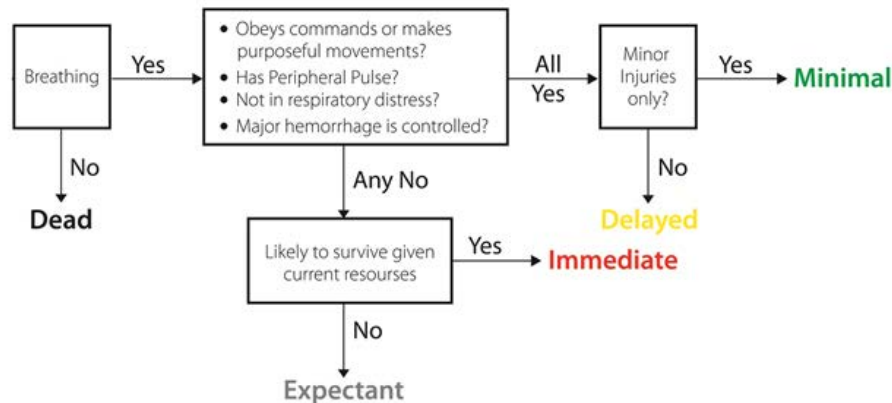 Breathing
Yes
• Obeys commands or makes
purposeful movements?
• Has Peripheral Pulse?
• Not in respiratory distress?
• Major hemorrhage is controlled?
All
Yes
Minor
Injuries
only?
Yes
Minimal
No
Dead
Any No
No
Delayed
Likely to survive given
current resourses
Yes
Immediate
No
Expectant